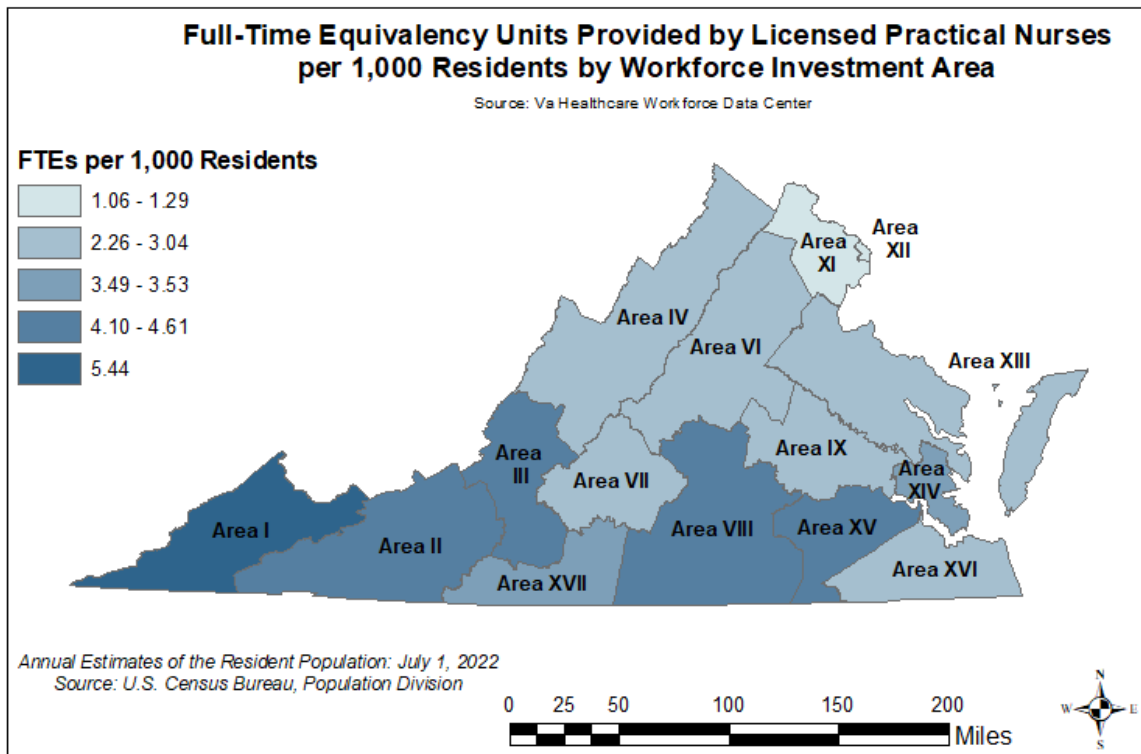 Full-Time Equivalency Units Provided by Licensed Practical Nurses
per 1,000 Residents by Workforce Investment Area
Source: Va Healthcare Workforce Data Center
FTEs per 1,000 Residents
1.06 - 1.29
2.26 - 3.04
3.49 - 3.53
4.10 - 4.61
5.44
Area
XI
Area
XII
Area IV
Area VI
Area XIII
Area
III
Area VII
Area IX
Area
XIV
Area I
Area II
Area VIII
Area XV
Area XVII
Area XVI
Annual Estimates of the Resident Population: July 1, 2022
Source: U.S. Census Bureau, Population Division
0 25 50 100 150 200
Miles
N
W E
S